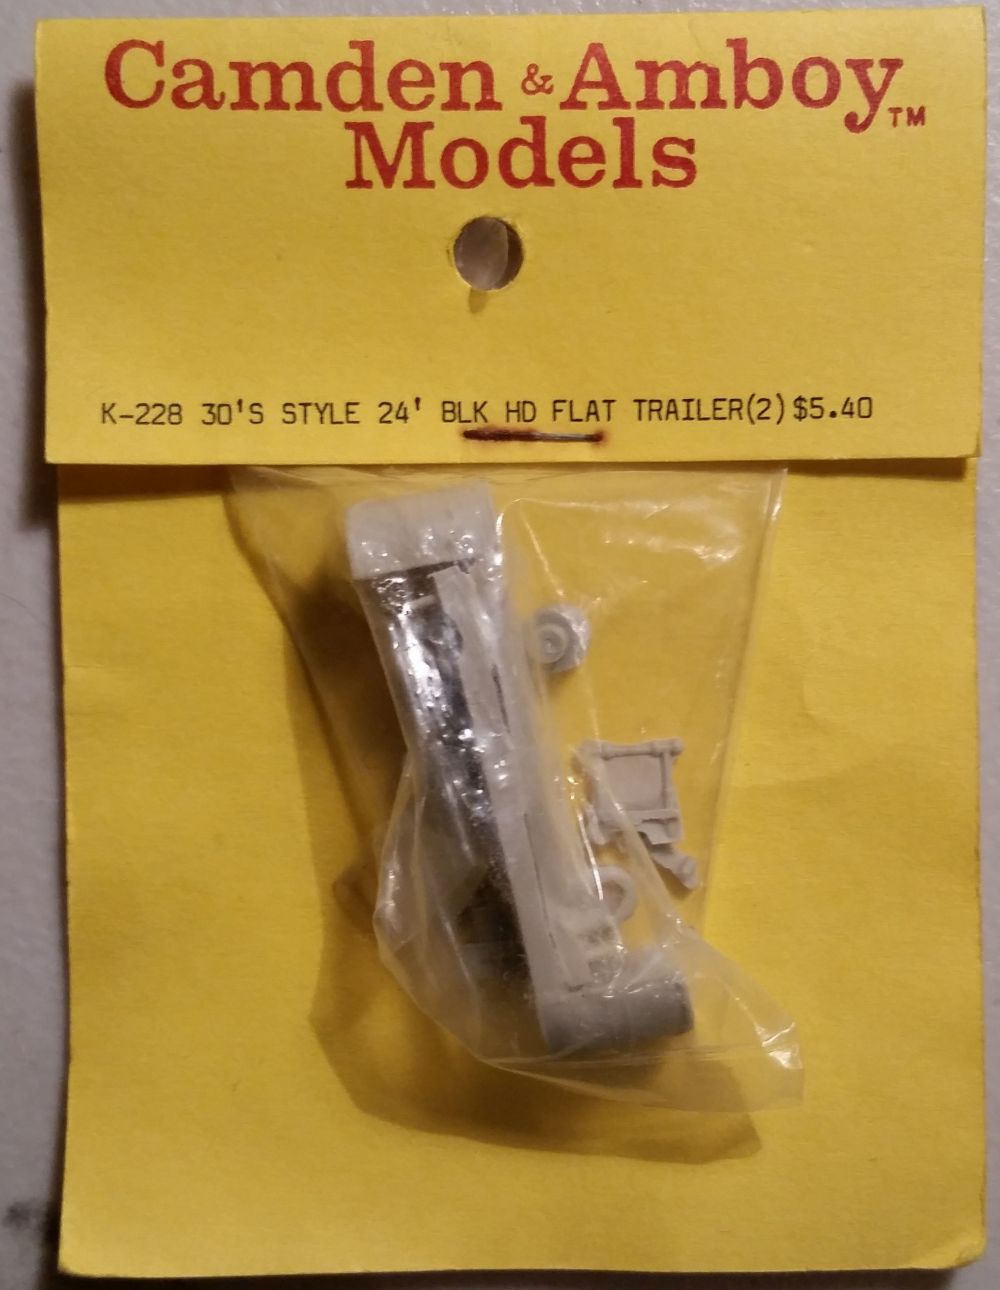 Camden & Amboy™
Models
K-228 30'S STYLE 24' BLK HD FLAT TRAILER(2) $5.40